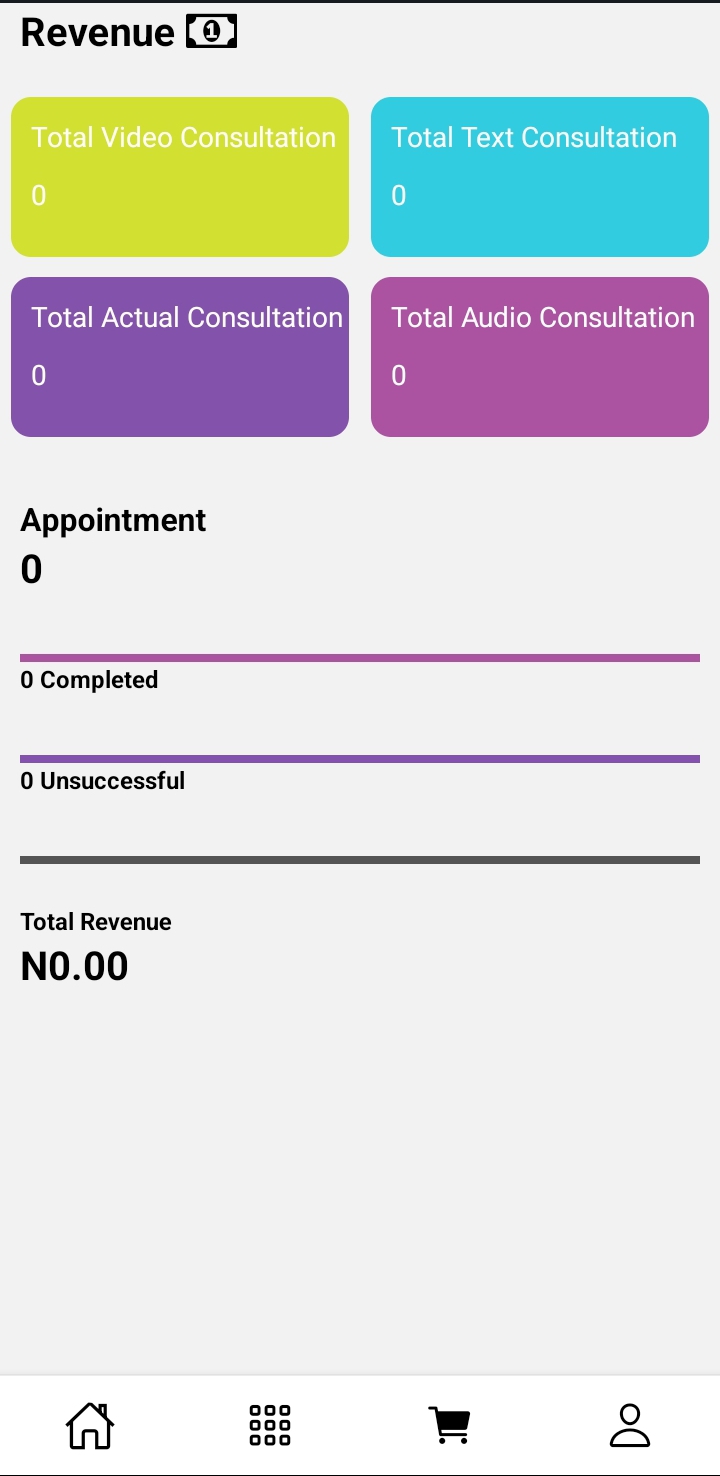 Revenue
Total Video Consultation
0
Total Text Consultation
0
Total Actual Consultation
0
Total Audio Consultation
0
Appointment
0
0 Completed
0 Unsuccessful
Total Revenue
N0.00